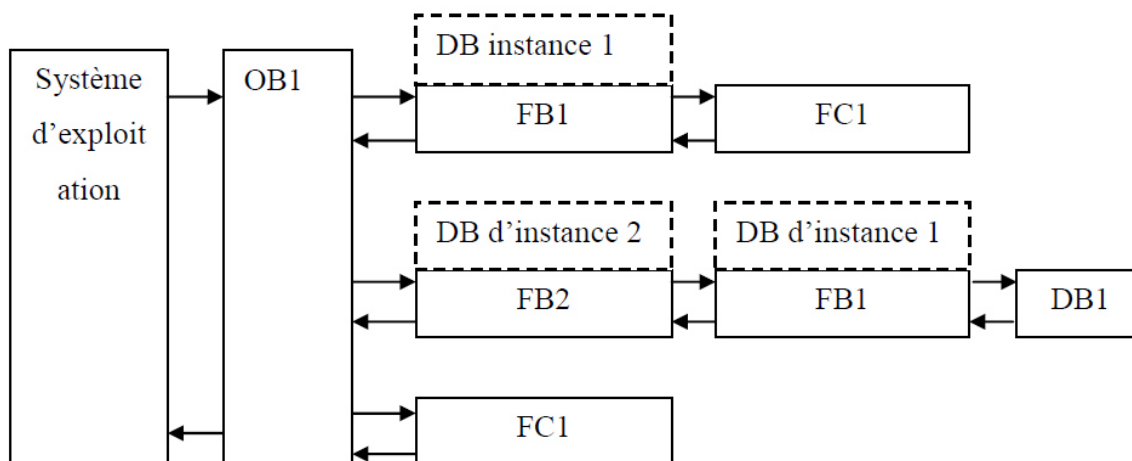 Système
d’exploit
ation
OB1
DB instance 1
FB1
FC1
DB d’instance 2
FB2
DB d’instance 1
FB1
DB1
FC1